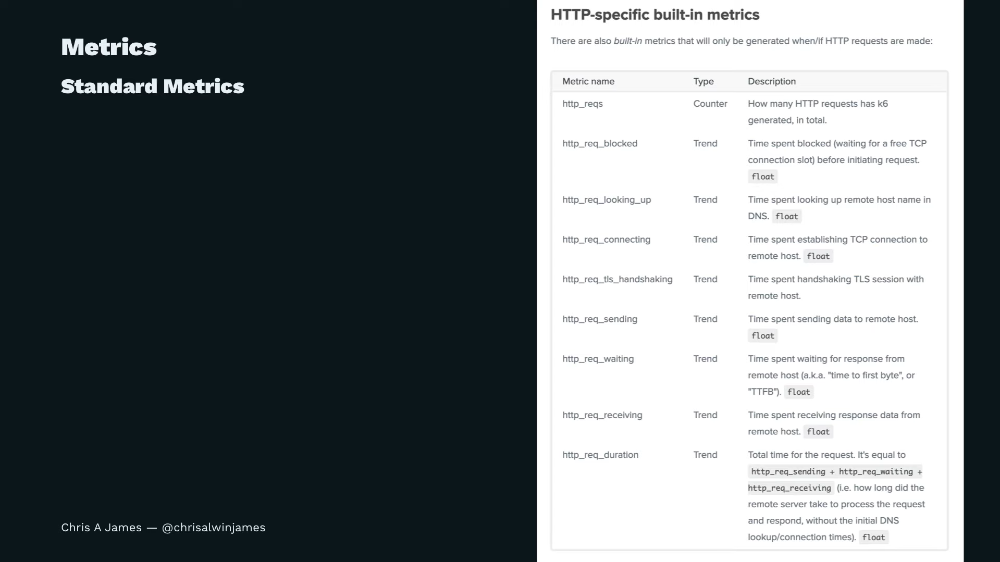 Metrics
Standard Metrics
Chris A James — @chrisalwinjames
HTTP-specific built-in metrics
There are also built-in metrics that will only be generated when/if HTTP requests are made:
Metric name Type Description
http_reqs Counter How many HTTP requests has k6
generated, in total.
http_req_blocked Trend Time spent blocked (waiting for a free TCP
connection slot) before initiating request.
float
http_req_looking_up Trend Time spent looking up remote host name in
DNS. float
http_req_connecting Trend Time spent establishing TCP connection to
remote host. float
http_req_tls_handshaking Trend Time spent handshaking TLS session with
remote host.
http_req_sending Trend Time spent sending data to remote host.
float
http_req_waiting Trend Time spent waiting for response from
remote host (a.k.a. "time to first byte", or
"TTFB"). float
http_req_receiving Trend Time spent receiving response data from
remote host. float
http_req_duration Trend Total time for the request. It's equal to
http_req_sending + http_req_waiting +
http_req_receiving (i.e. how long did the
remote server take to process the request
and respond, without the initial DNS
lookup/connection times). float